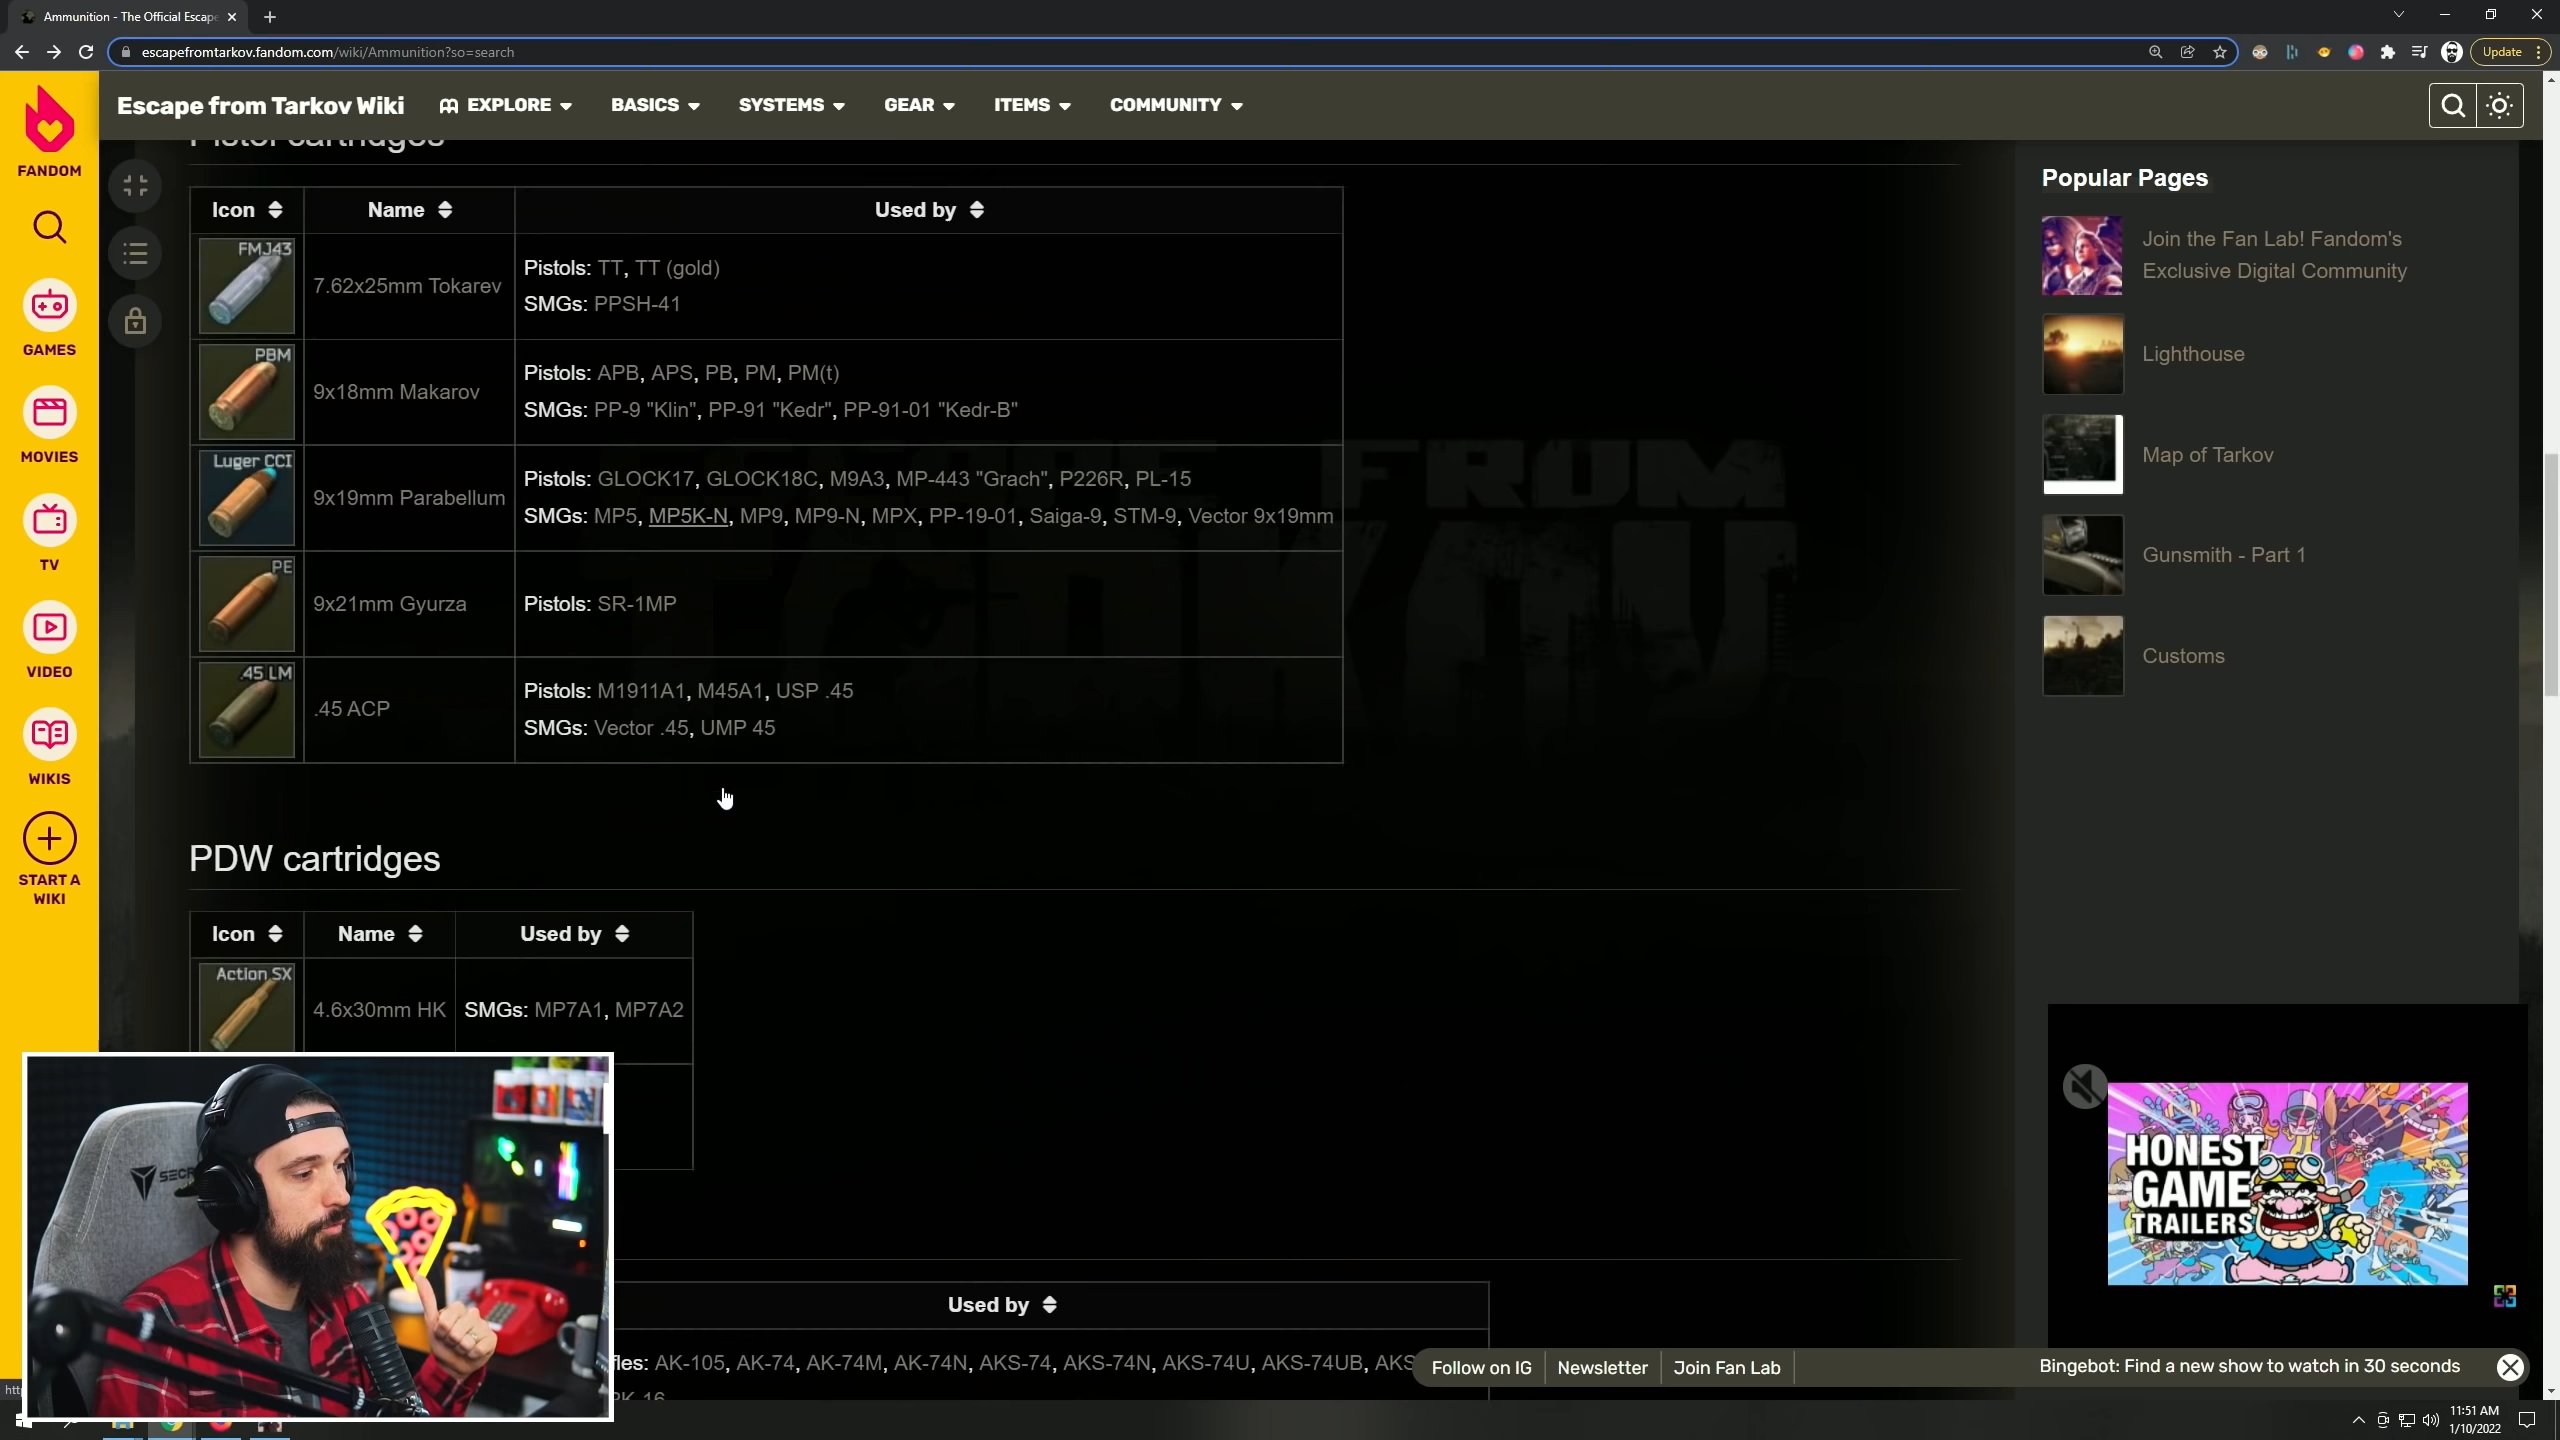 Ammunition - The Official Escape
escapefromtarkov.fandom.com/wiki/Ammunition?so=search
Update
FANDOM
GAMES
MOVIES
TV
VIDEO
WIKIS
START A
WIKI
Escape from Tarkov Wiki
EXPLORE
BASICS
SYSTEMS
GEAR
ITEMS
COMMUNITY
Pistol cartridges
Icon
Name
Used by
FMJ43
7.62x25mm Tokarev
Pistols: TT, TT (gold)
SMGs: PPSH-41
PBM
9x18mm Makarov
Pistols: APB, APS, PB, PM, PM(t)
SMGs: PP-9 "Klin", PP-91 "Kedr", PP-91-01 "Kedr-B"
Luger CCI
9x19mm Parabellum
Pistols: GLOCK17, GLOCK18C, M9A3, MP-443 "Grach", P226R, PL-15
SMGs: MP5, MP5K-N, MP9, MP9-N, MPX, PP-19-01, Saiga-9, STM-9, Vector 9x19mm
PE
9x21mm Gyurza
Pistols: SR-1MP
.45 LM
.45 ACP
Pistols: M1911A1, M45A1, USP .45
SMGs: Vector .45, UMP 45
ESCAPE FROM
TARKOV
PDW cartridges
Icon
Name
Used by
Action SX
4.6x30mm HK
SMGs: MP7A1, MP7A2
Used by
fles: AK-105, AK-74, AK-74M, AK-74N, AKS-74, AKS-74N, AKS-74U, AKS-74UB, AKS
SECR
Popular Pages
Join the Fan Lab! Fandom's
Exclusive Digital Community
Lighthouse
Map of Tarkov
Gunsmith - Part 1
Customs
HONEST
GAME
TRAILERS
Follow on IG
Newsletter
Join Fan Lab
Bingebot: Find a new show to watch in 30 seconds
11:51 AM
1/10/2022